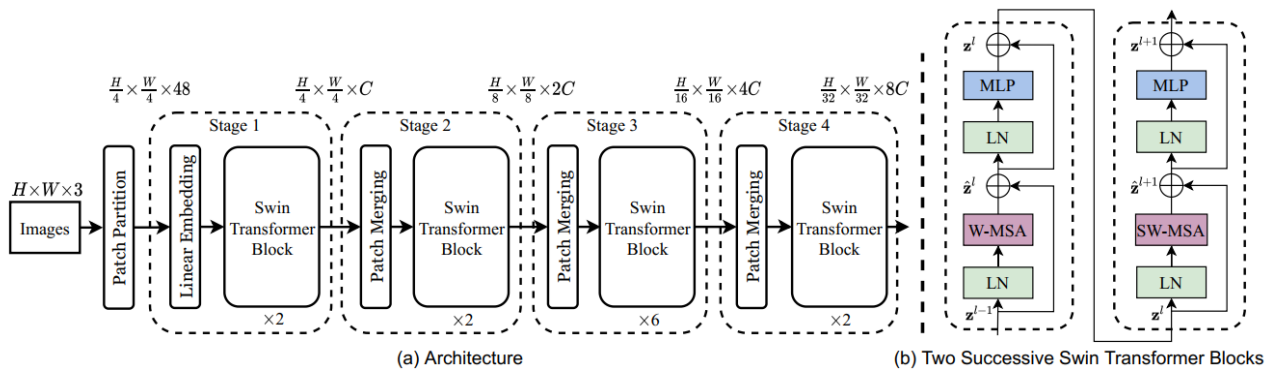 H×W×3
Images
Patch Partition
H/4 × W/4 × 48
Stage 1
Linear Embedding
Swin
Transformer
Block
×2
H/4 × W/4 × C
Stage 2
Patch Merging
Swin
Transformer
Block
×2
H/8 × W/8 × 2C
Stage 3
Patch Merging
Swin
Transformer
Block
×6
H/16 × W/16 × 4C
Stage 4
Patch Merging
Swin
Transformer
Block
×2
H/32 × W/32 × 8C
(a) Architecture
z^l
MLP
LN
ẑ^l
W-MSA
LN
z^{l-1}
z^{l+1}
MLP
LN
ẑ^{l+1}
SW-MSA
LN
z^l
(b) Two Successive Swin Transformer Blocks